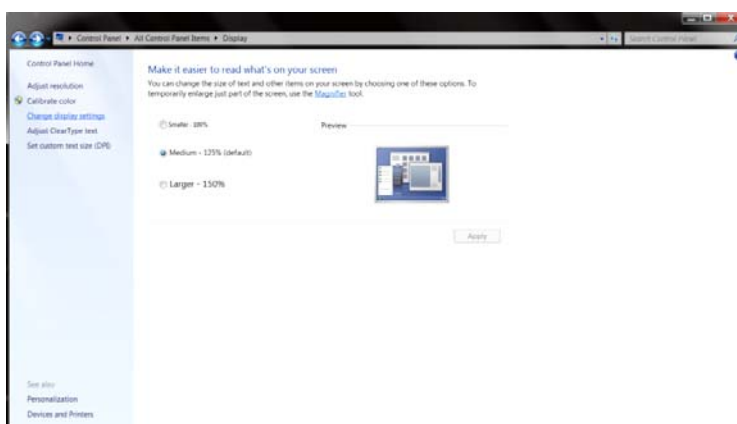 Control Panel ▸ All Control Panel Items ▸ Display
Search Control Panel
Control Panel Home
Adjust resolution
Calibrate color
Change display settings
Adjust ClearType text
Set custom text size (DPI)
See also
Personalization
Devices and Printers
Make it easier to read what's on your screen
You can change the size of text and other items on your screen by choosing one of these options. To
temporarily enlarge just part of the screen, use the Magnifier tool.
Smaller - 100%
Preview
Medium - 125% (default)
Larger - 150%
Apply